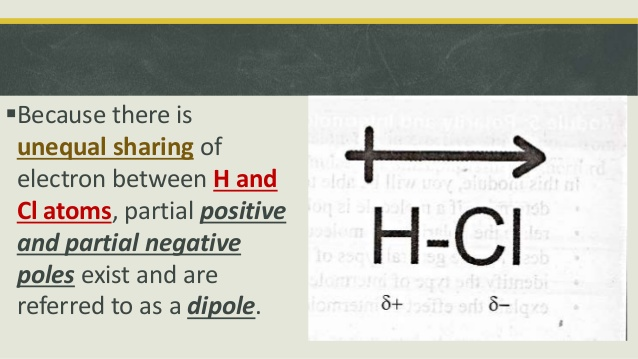 ▪Because there is
unequal sharing of
electron between H and
Cl atoms, partial positive
and partial negative
poles exist and are
referred to as a dipole.
H-Cl
δ+ δ−